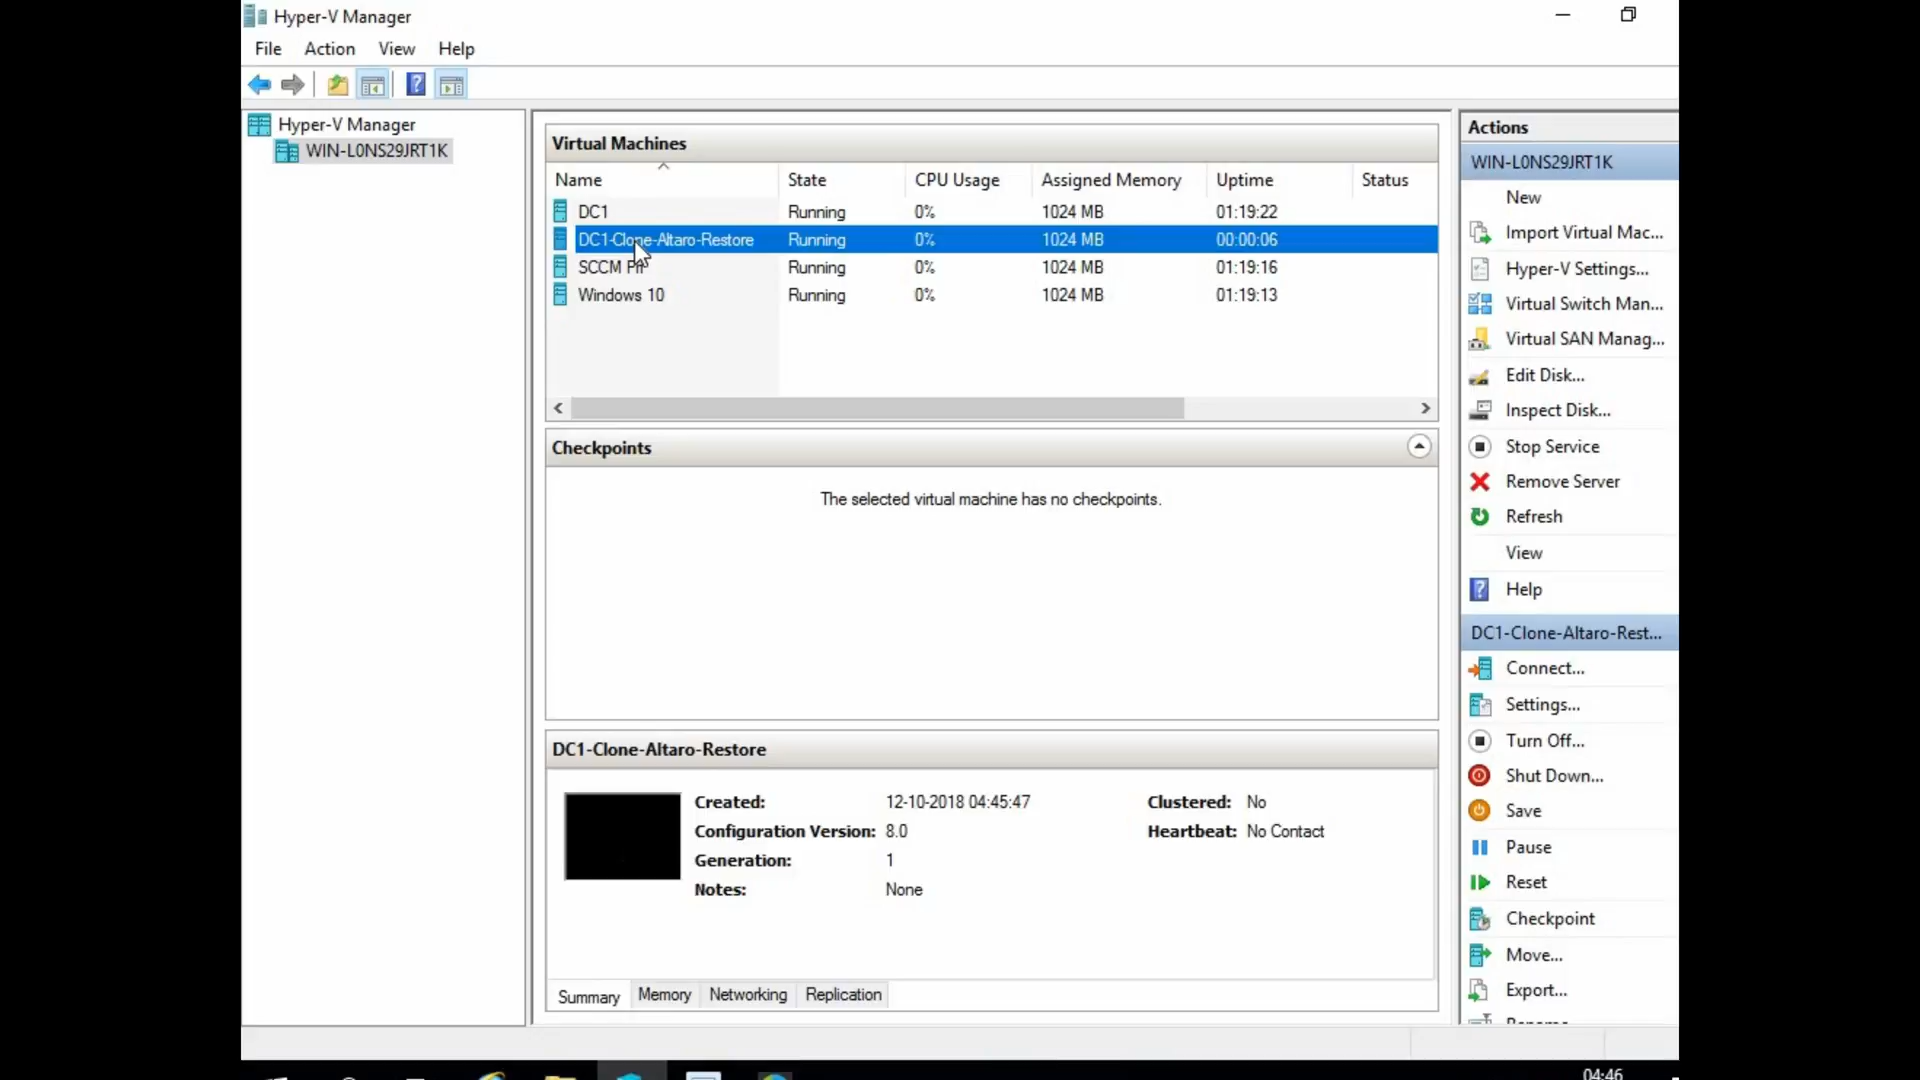 Hyper-V Manager
File Action View Help
Hyper-V Manager
WIN-L0NS29JRT1K
Virtual Machines
Name State CPU Usage Assigned Memory Uptime Status
DC1 Running 0% 1024 MB 01:19:22
DC1-Clone-Altaro-Restore Running 0% 1024 MB 00:00:06
SCCM Running 0% 1024 MB 01:19:16
Windows 10 Running 0% 1024 MB 01:19:13
Checkpoints
The selected virtual machine has no checkpoints.
DC1-Clone-Altaro-Restore
Created: 12-10-2018 04:45:47 Clustered: No
Configuration Version: 8.0 Heartbeat: No Contact
Generation: 1
Notes: None
Summary Memory Networking Replication
Actions
WIN-L0NS29JRT1K
New
Import Virtual Mac...
Hyper-V Settings...
Virtual Switch Man...
Virtual SAN Manag...
Edit Disk...
Inspect Disk...
Stop Service
Remove Server
Refresh
View
Help
DC1-Clone-Altaro-Rest...
Connect...
Settings...
Turn Off...
Shut Down...
Save
Pause
Reset
Checkpoint
Move...
Export...
04:46